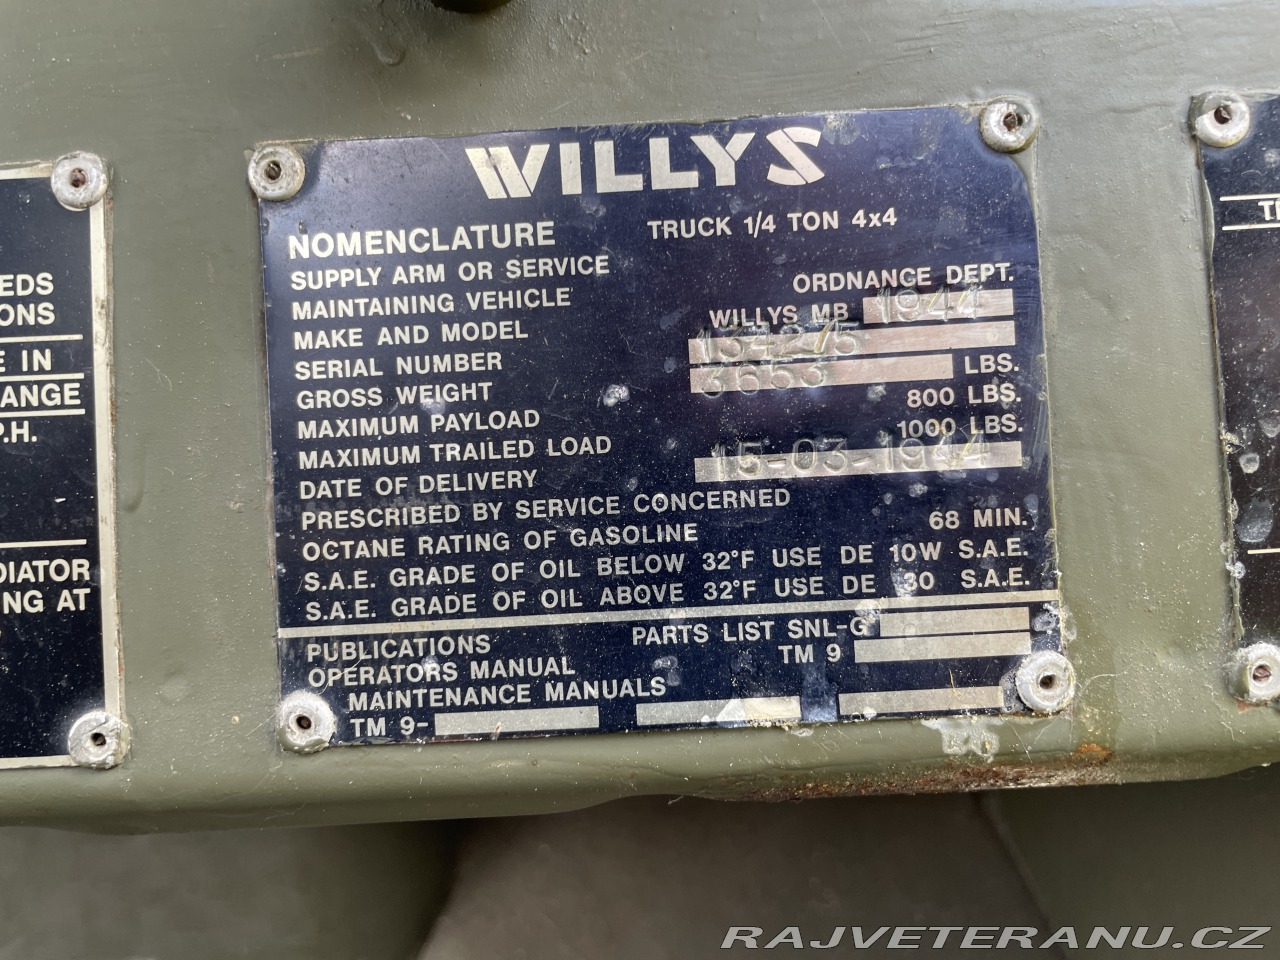 WILLYS
NOMENCLATURE TRUCK 1/4 TON 4x4
SUPPLY ARM OR SERVICE
MAINTAINING VEHICLE ORDNANCE DEPT.
MAKE AND MODEL WILLYS MB 1944
SERIAL NUMBER 134275
GROSS WEIGHT 3653 LBS.
MAXIMUM PAYLOAD 800 LBS.
MAXIMUM TRAILED LOAD 1000 LBS.
DATE OF DELIVERY 15-03-1944
PRESCRIBED BY SERVICE CONCERNED
OCTANE RATING OF GASOLINE 68 MIN.
S.A.E. GRADE OF OIL BELOW 32°F USE DE 10W S.A.E.
S.A.E. GRADE OF OIL ABOVE 32°F USE DE 30 S.A.E.
PUBLICATIONS PARTS LIST SNL-G
OPERATORS MANUAL TM 9
MAINTENANCE MANUALS
TM 9-
EEDS
ONS
E IN
ANGE
P.H.
DIATOR
NG AT
RAJVETERANU.CZ